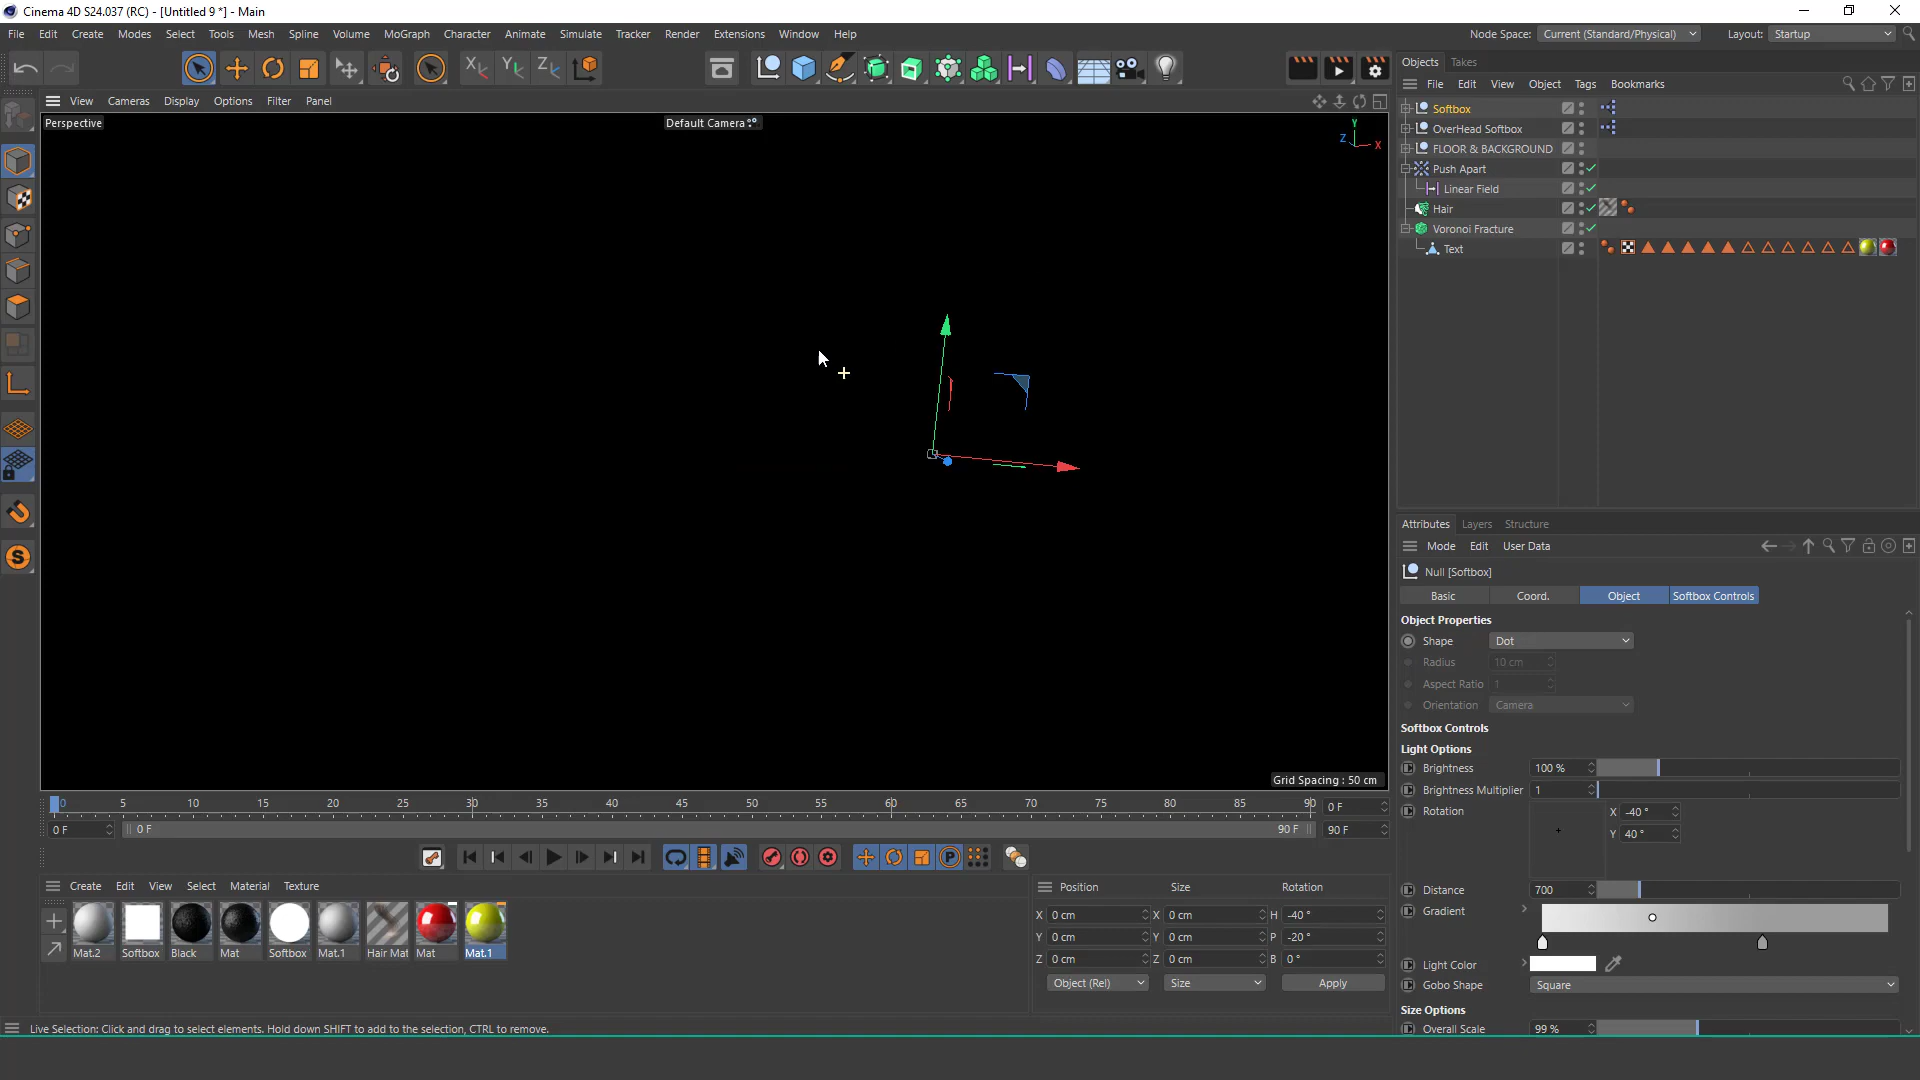 Cinema 4D S24.037 (RC) - [Untitled 9 *] - Main
File Edit Create Modes Select Tools Mesh Spline Volume MoGraph Character Animate Simulate Tracker Render Extensions Window Help
Node Space: Current (Standard/Physical) Layout: Startup
Objects Takes
File Edit View Object Tags Bookmarks
View Cameras Display Options Filter Panel
Perspective
Default Camera
Y
Z
X
Softbox
OverHead Softbox
FLOOR & BACKGROUND
Push Apart
Linear Field
Hair
Voronoi Fracture
Text
Attributes Layers Structure
Mode Edit User Data
Null [Softbox]
Basic Coord. Object Softbox Controls
Object Properties
Shape Dot
Radius 10 cm
Aspect Ratio 1
Orientation Camera
Softbox Controls
Light Options
Brightness 100 %
Brightness Multiplier 1
Rotation X -40 °
Y 40 °
Distance 700
Gradient
Light Color
Gobo Shape Square
Size Options
Overall Scale 99 %
Grid Spacing : 50 cm
0 5 10 15 20 25 30 35 40 45 50 55 60 65 70 75 80 85 90 0 F
0 F 0 F 90 F 90 F
Create Edit View Select Material Texture
Mat.2 Softbox Black Mat Softbox Mat.1 Hair Mat Mat Mat.1
Position Size Rotation
X 0 cm X 0 cm H -40 °
Y 0 cm Y 0 cm P -20 °
Z 0 cm Z 0 cm B 0 °
Object (Rel) Size Apply
Live Selection: Click and drag to select elements. Hold down SHIFT to add to the selection, CTRL to remove.